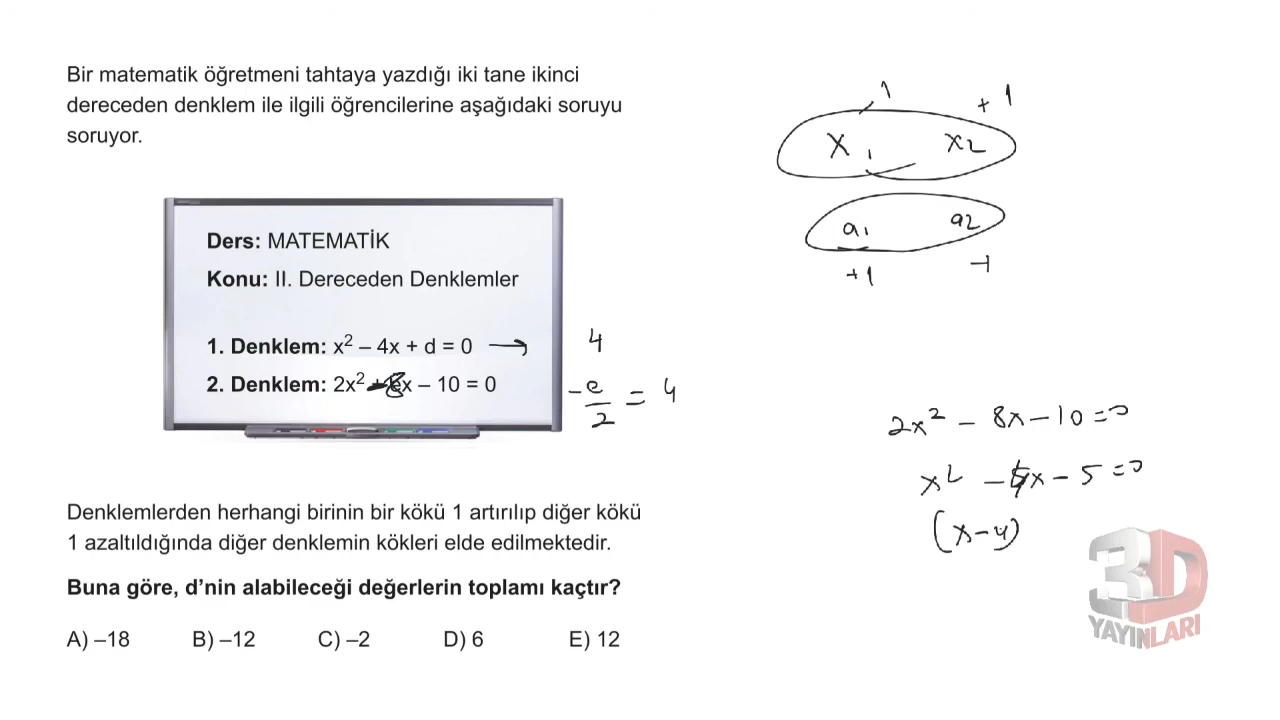 Bir matematik öğretmeni tahtaya yazdığı iki tane ikinci
dereceden denklem ile ilgili öğrencilerine aşağıdaki soruyu
soruyor.
Ders: MATEMATİK
Konu: II. Dereceden Denklemler
1. Denklem: x² – 4x + d = 0 → 4
2. Denklem: 2x² – 8x – 10 = 0
-e/2 = 4
Denklemlerden herhangi birinin bir kökü 1 artırılıp diğer kökü
1 azaltıldığında diğer denklemin kökleri elde edilmektedir.
Buna göre, d’nin alabileceği değerlerin toplamı kaçtır?
A) –18 B) –12 C) –2 D) 6 E) 12
-1 +1
x₁ x₂
a₁ a₂
+1 -1
2x² - 8x - 10 = 0
x² - 4x - 5 = 0
(x-4)
3D
YAYINLARI